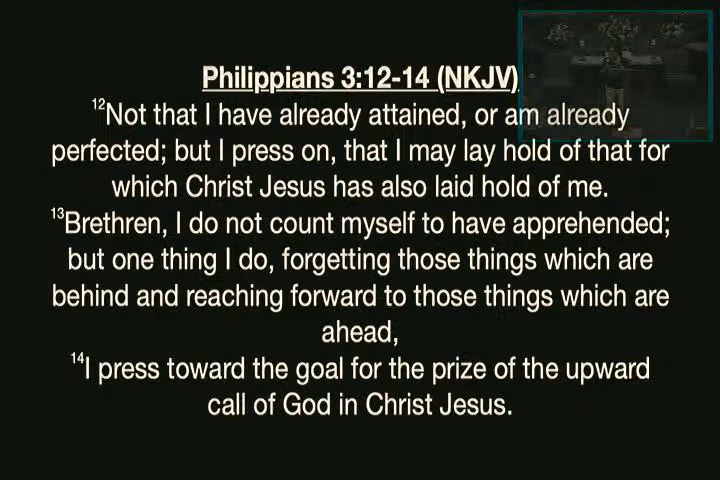 Philippians 3:12-14 (NKJV)
12Not that I have already attained, or am already
perfected; but I press on, that I may lay hold of that for
which Christ Jesus has also laid hold of me.
13Brethren, I do not count myself to have apprehended;
but one thing I do, forgetting those things which are
behind and reaching forward to those things which are
ahead,
14I press toward the goal for the prize of the upward
call of God in Christ Jesus.